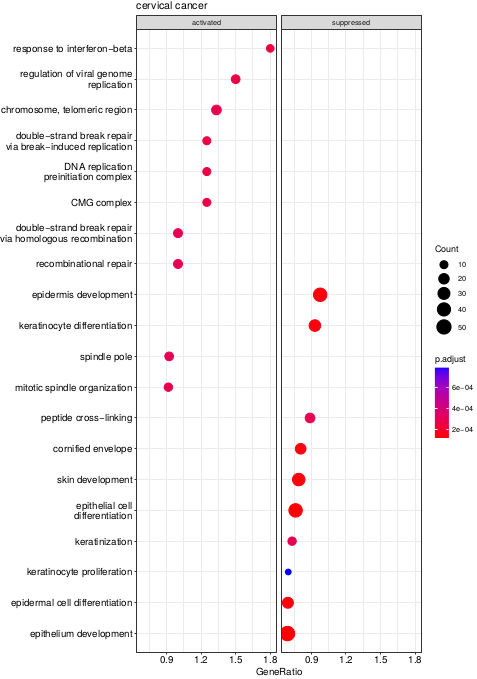 cervical cancer
activated
suppressed
response to interferon−beta
regulation of viral genome
replication
chromosome, telomeric region
double−strand break repair
via break−induced replication
DNA replication
preinitiation complex
CMG complex
double−strand break repair
via homologous recombination
recombinational repair
epidermis development
keratinocyte differentiation
spindle pole
mitotic spindle organization
peptide cross−linking
cornified envelope
skin development
epithelial cell
differentiation
keratinization
keratinocyte proliferation
epidermal cell differentiation
epithelium development
0.9 1.2 1.5 1.8
0.9 1.2 1.5 1.8
GeneRatio
Count
10
20
30
40
50
p.adjust
6e−04
4e−04
2e−04